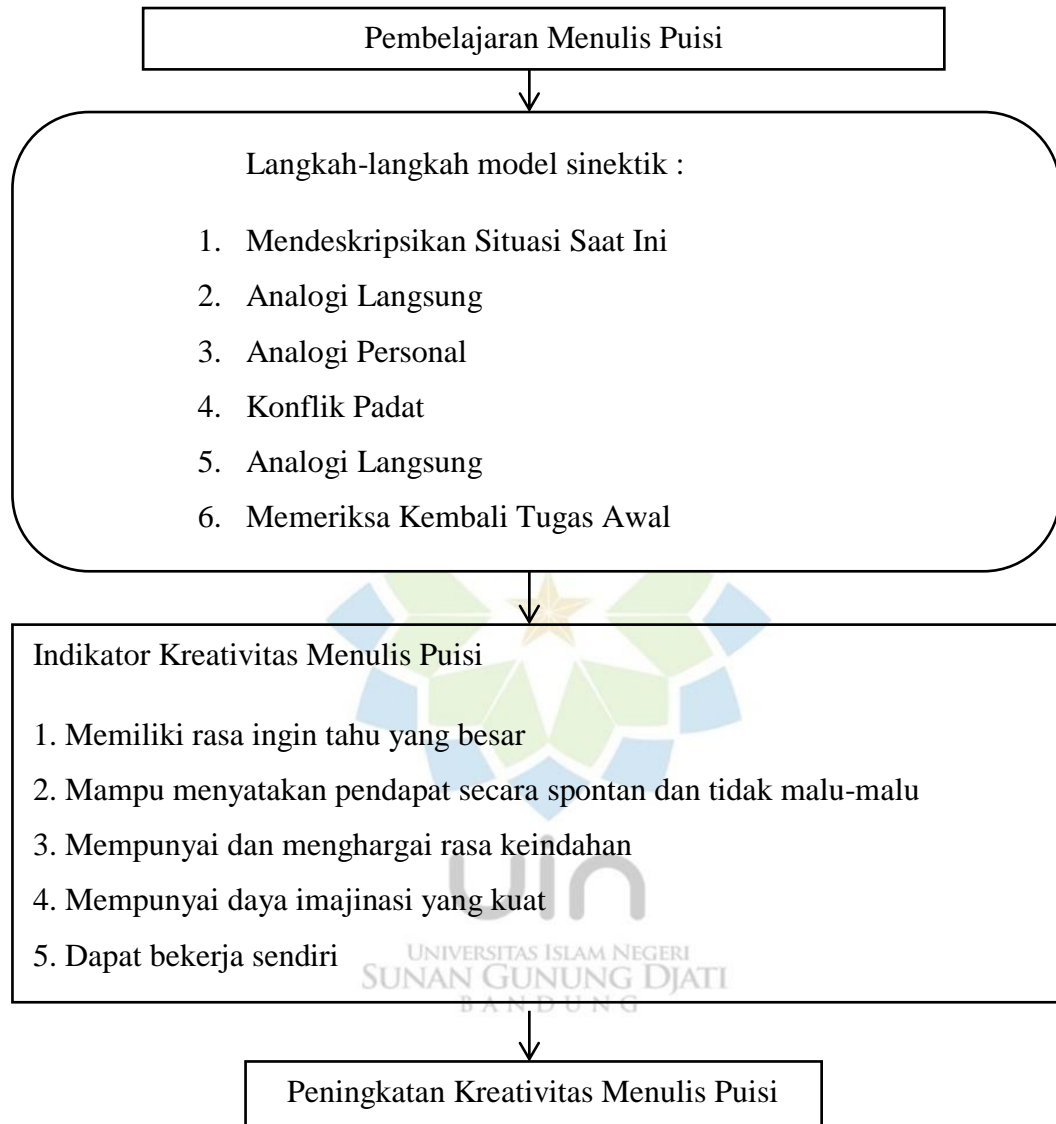 Pembelajaran Menulis Puisi
Langkah-langkah model sinektik :
1. Mendeskripsikan Situasi Saat Ini
2. Analogi Langsung
3. Analogi Personal
4. Konflik Padat
5. Analogi Langsung
6. Memeriksa Kembali Tugas Awal
Indikator Kreativitas Menulis Puisi
1. Memiliki rasa ingin tahu yang besar
2. Mampu menyatakan pendapat secara spontan dan tidak malu-malu
3. Mempunyai dan menghargai rasa keindahan
4. Mempunyai daya imajinasi yang kuat
5. Dapat bekerja sendiri
uin
UNIVERSITAS ISLAM NEGERI
SUNAN GUNUNG DJATI
BANDUNG
Peningkatan Kreativitas Menulis Puisi